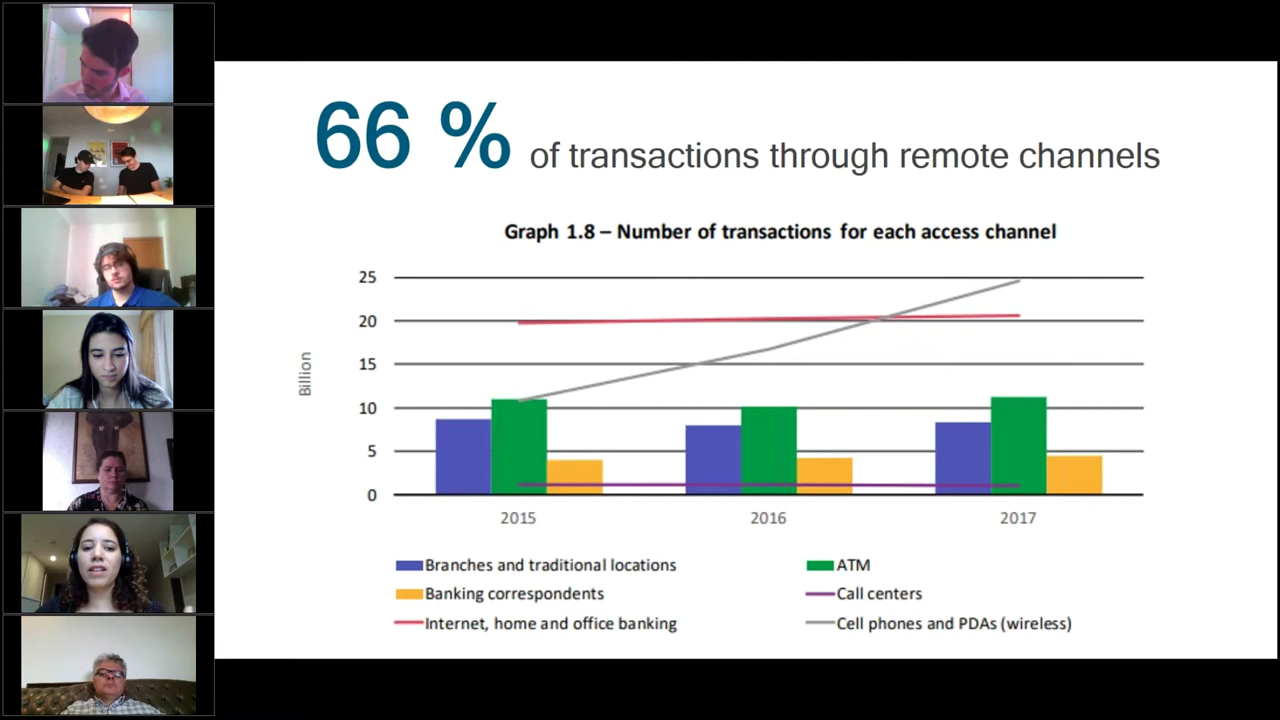 66 % of transactions through remote channels
Graph 1.8 – Number of transactions for each access channel
Billion
25
20
15
10
5
0
2015 2016 2017
Branches and traditional locations ATM
Banking correspondents Call centers
Internet, home and office banking Cell phones and PDAs (wireless)